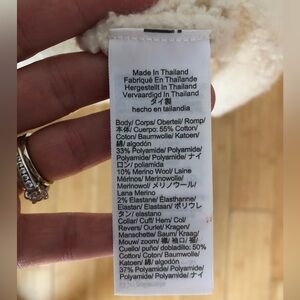 Made In Thailand
Fabriqué En Thaïlande
Hergestellt In Thailand
Vervaardigd In Thailand
タイ製
hecho en tailandia
Body/ Corps/ Oberteil/ Romp/
本体/ Cuerpo: 55% Cotton/
Coton/ Baumwolle/ Katoen/
綿/ algodón
33% Polyamide/ Polyamide/
Polyamid/ Polyamide/ ナイ
ロン/ poliamida
10% Merino Wool/ Laine
Mérinos/ Merinowolle/
Merinowol/ メリノウール/
Lana Merino
2% Elastane/ Élasthanne/
Elastan/ Elastaan/ ポリウレ
タン/ elastano
Collar/ Cuff/ Hem/ Col/
Revers/ Ourlet/ Kragen/
Manschette/ Saum/ Kraag/
Mouw/ zoom/ 襟/ 袖口/ 裾/
Cuello/ puño/ dobladillo: 50%
Cotton/ Coton/ Baumwolle/
Katoen/ 綿/ algodón
37% Polyamide/ Polyamide/